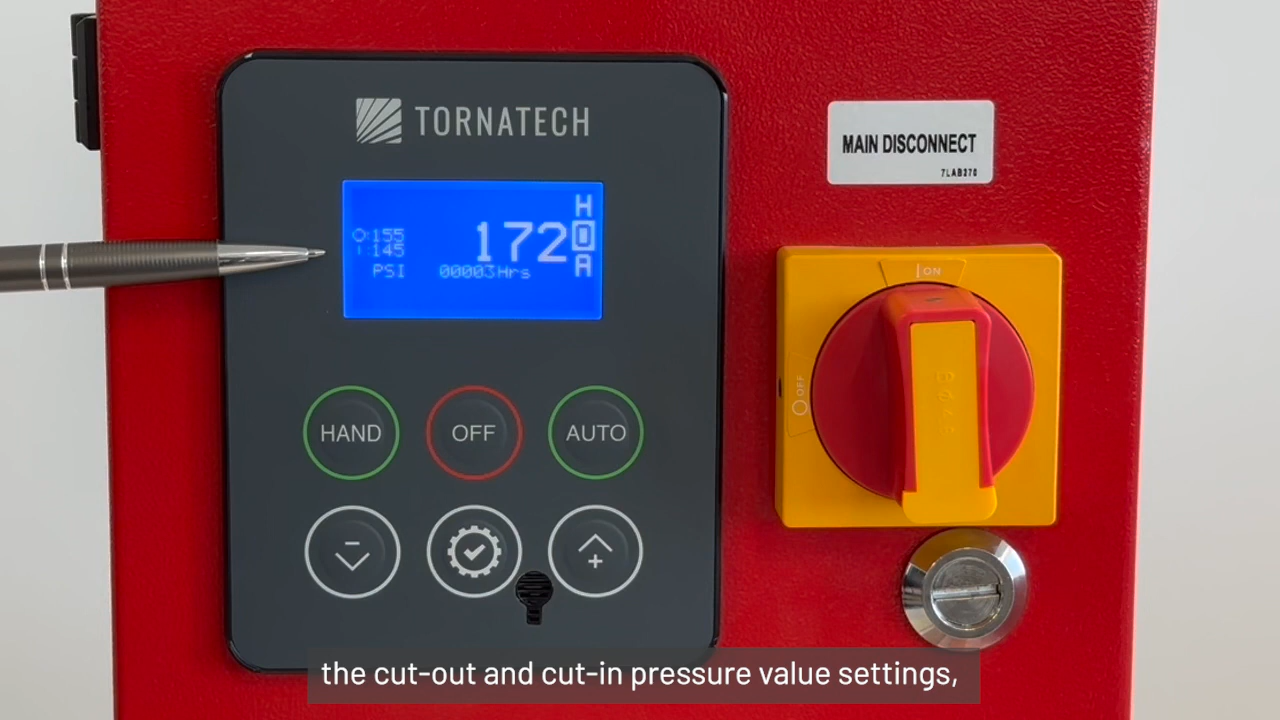 TORNATECH
MAIN DISCONNECT
7LAB270
H
O:155
172
O
I:145
A
PSI
00003Hrs
ION
OFF
HAND
OFF
AUTO
the cut-out and cut-in pressure value settings,